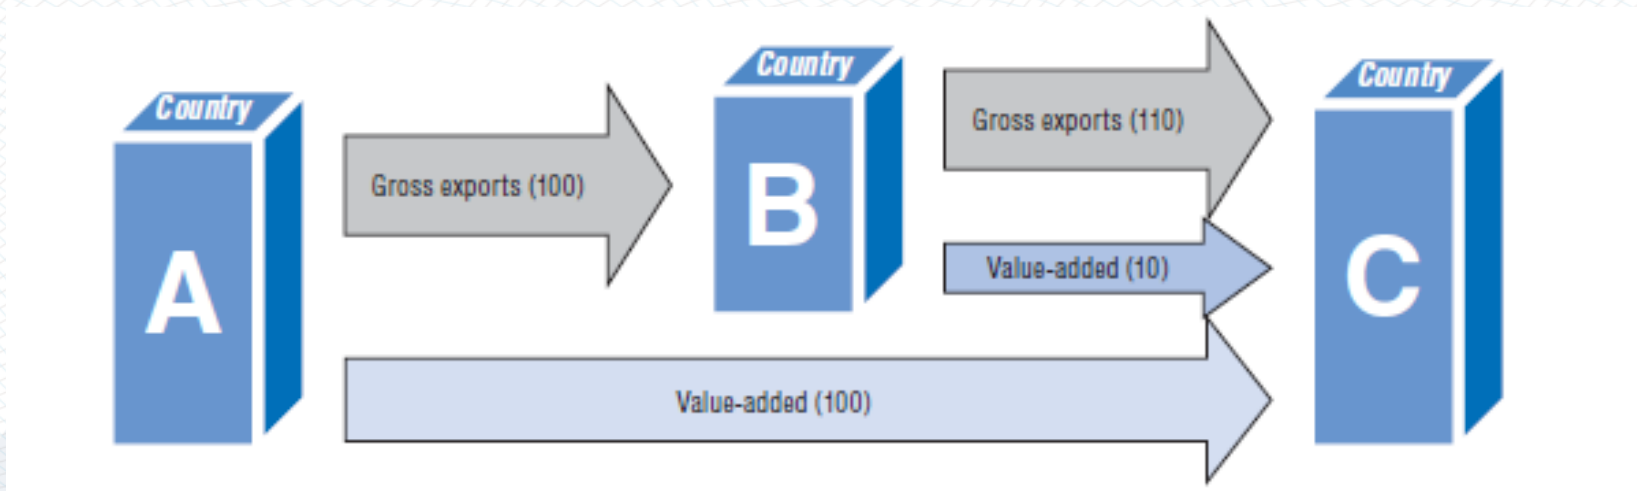 Country
A
Gross exports (100)
Country
B
Gross exports (110)
Value-added (10)
Value-added (100)
Country
C